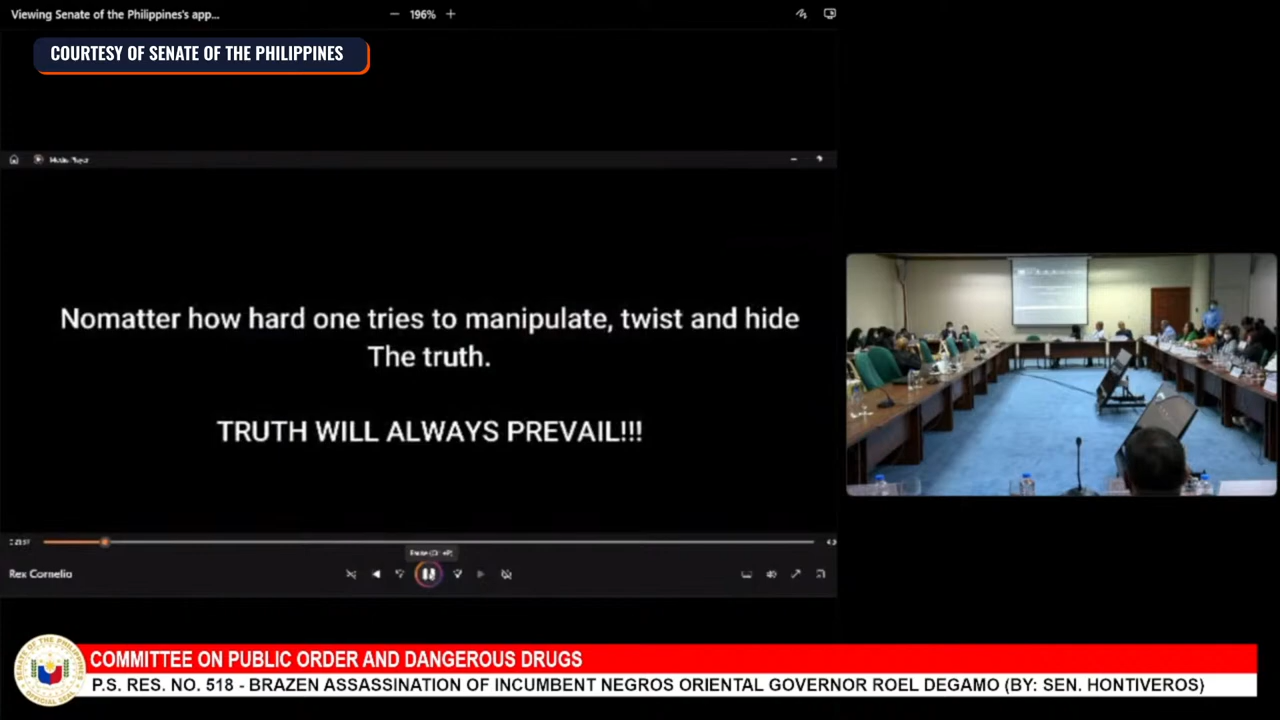 Viewing Senate of the Philippines's app...
196%
COURTESY OF SENATE OF THE PHILIPPINES
Media Player
Nomatter how hard one tries to manipulate, twist and hide
The truth.
TRUTH WILL ALWAYS PREVAIL!!!
Rex Cornelio
COMMITTEE ON PUBLIC ORDER AND DANGEROUS DRUGS
P.S. RES. NO. 518 - BRAZEN ASSASSINATION OF INCUMBENT NEGROS ORIENTAL GOVERNOR ROEL DEGAMO (BY: SEN. HONTIVEROS)